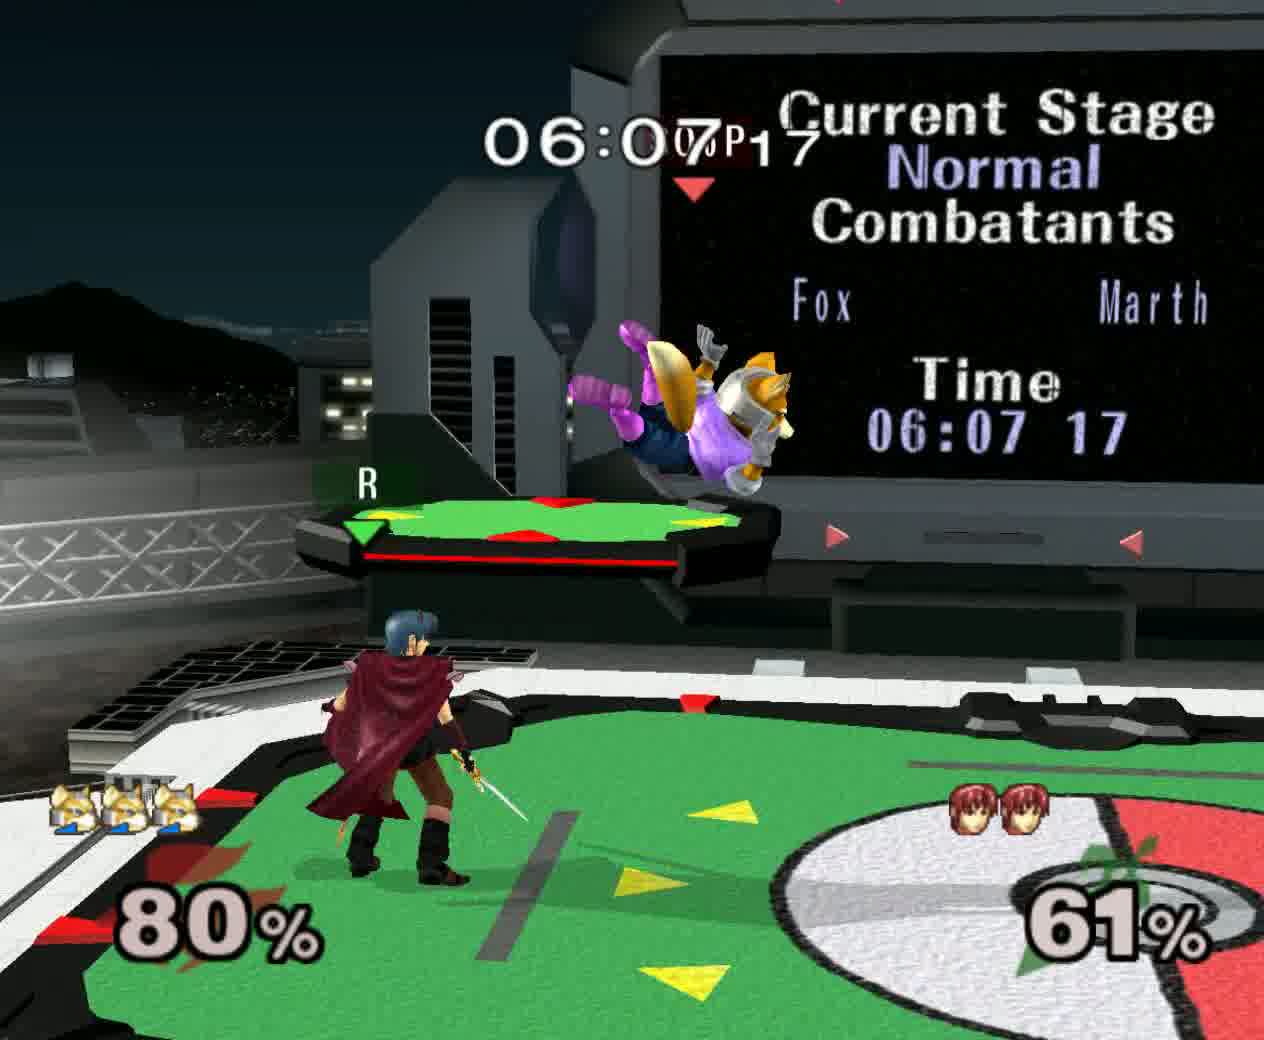 06:07 17
Current Stage
Normal
Combatants
Fox Marth
Time
06:07 17
R
80%
61%